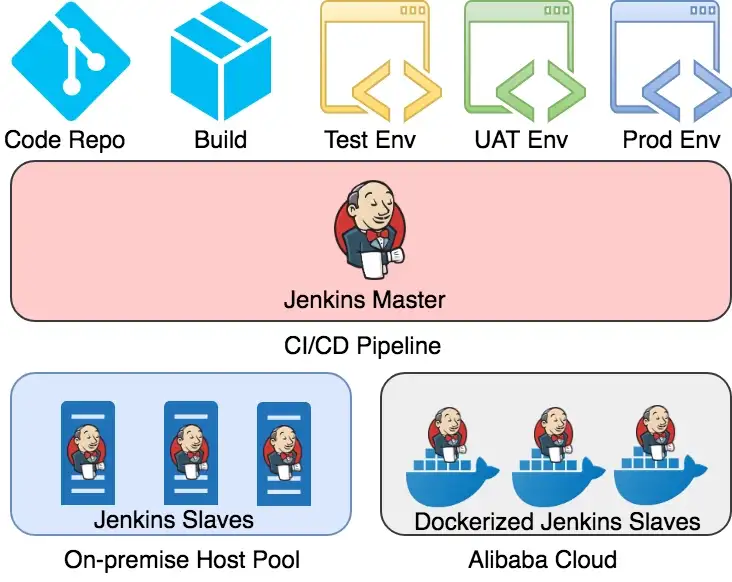 Code Repo
Build
Test Env
UAT Env
Prod Env
Jenkins Master
CI/CD Pipeline
Jenkins Slaves
Dockerized Jenkins Slaves
On-premise Host Pool
Alibaba Cloud